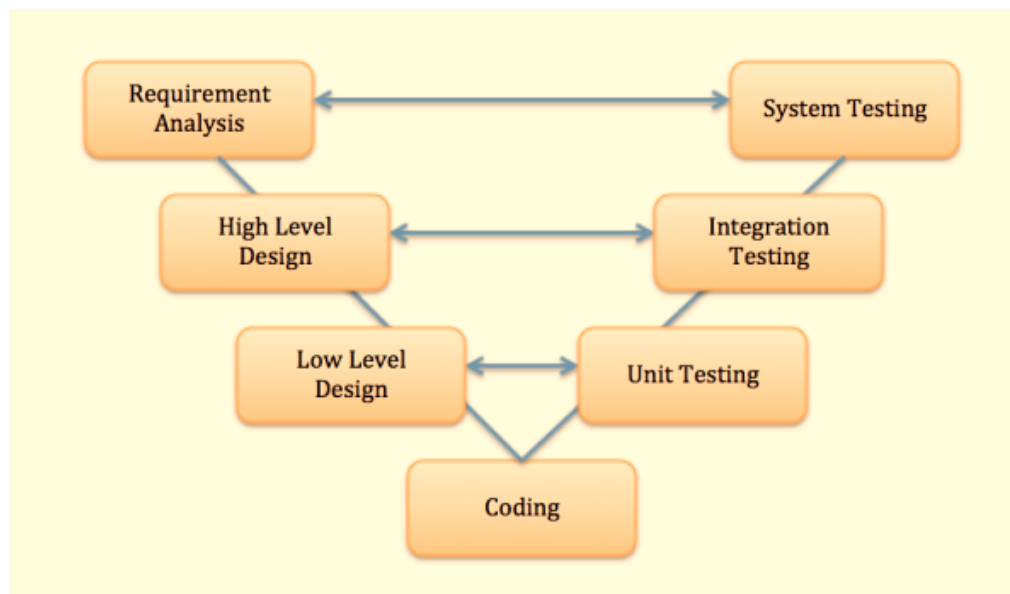 Requirement
Analysis
System Testing
High Level
Design
Integration
Testing
Low Level
Design
Unit Testing
Coding